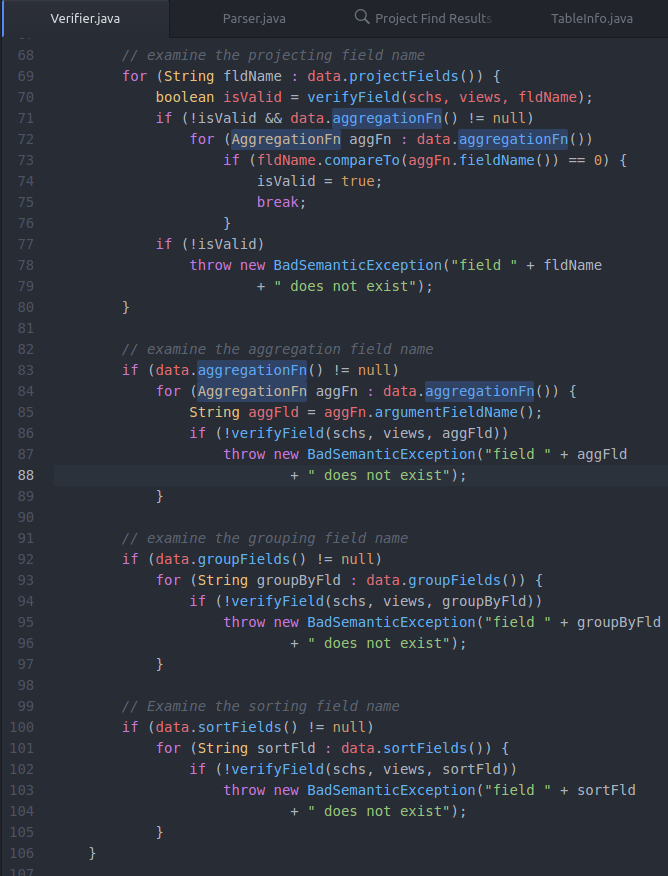 Verifier.java Parser.java Project Find Results TableInfo.java
68 // examine the projecting field name
69 for (String fldName : data.projectFields()) {
70 boolean isValid = verifyField(schs, views, fldName);
71 if (!isValid && data.aggregationFn() != null)
72 for (AggregationFn aggFn : data.aggregationFn())
73 if (fldName.compareTo(aggFn.fieldName()) == 0) {
74 isValid = true;
75 break;
76 }
77 if (!isValid)
78 throw new BadSemanticException("field " + fldName
79 + " does not exist");
80 }
81
82 // examine the aggregation field name
83 if (data.aggregationFn() != null)
84 for (AggregationFn aggFn : data.aggregationFn()) {
85 String aggFld = aggFn.argumentFieldName();
86 if (!verifyField(schs, views, aggFld))
87 throw new BadSemanticException("field " + aggFld
88 + " does not exist");
89 }
90
91 // examine the grouping field name
92 if (data.groupFields() != null)
93 for (String groupByFld : data.groupFields()) {
94 if (!verifyField(schs, views, groupByFld))
95 throw new BadSemanticException("field " + groupByFld
96 + " does not exist");
97 }
98
99 // Examine the sorting field name
100 if (data.sortFields() != null)
101 for (String sortFld : data.sortFields()) {
102 if (!verifyField(schs, views, sortFld))
103 throw new BadSemanticException("field " + sortFld
104 + " does not exist");
105 }
106 }
107